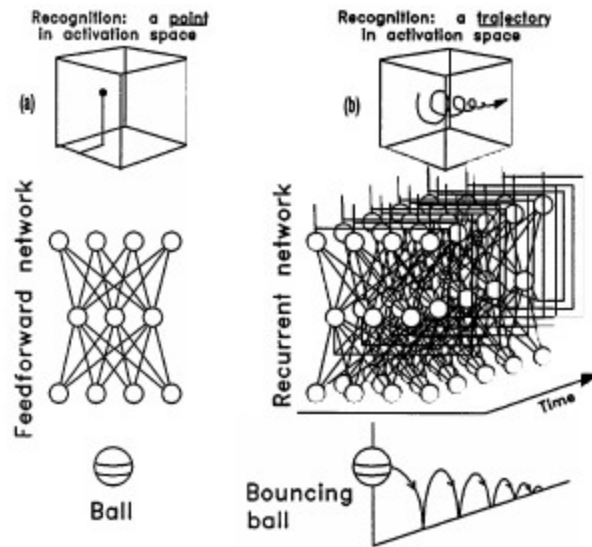 Recognition: a point
in activation space
(a)
Feedforward network
Ball
Recognition: a trajectory
in activation space
(b)
Recurrent network
Time
Bouncing
ball